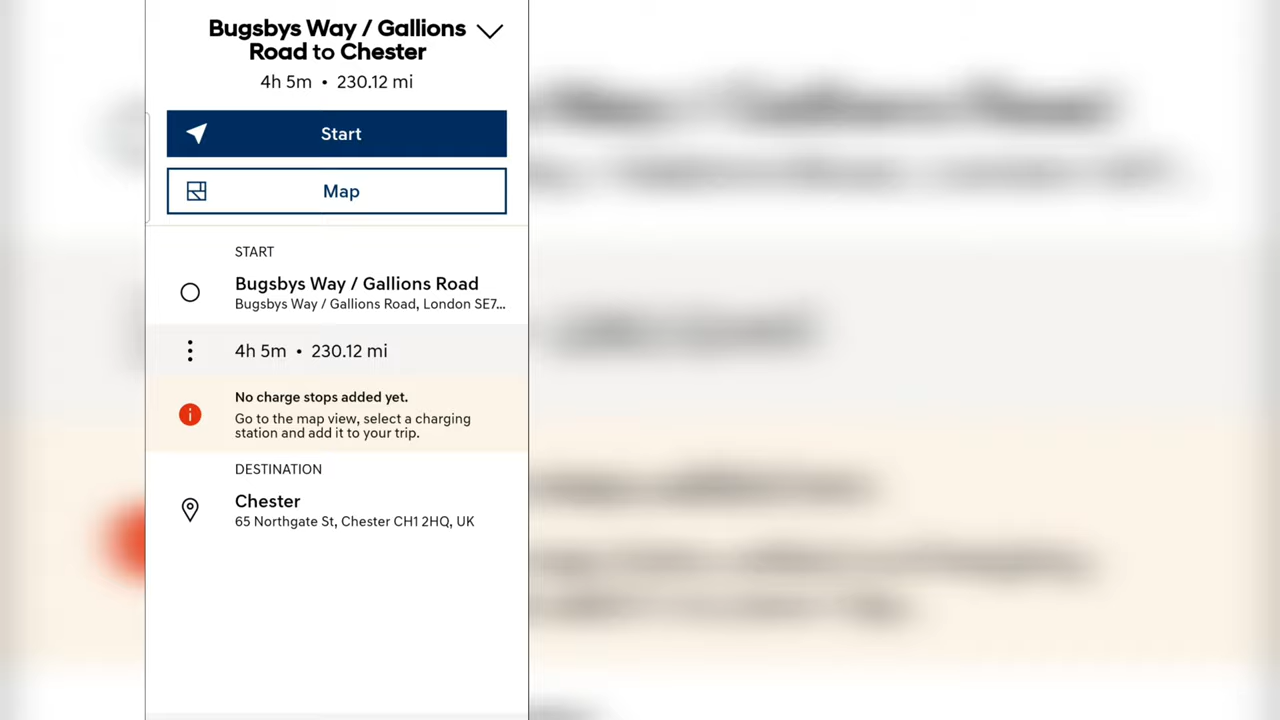 Bugsbys Way / Gallions
Road to Chester
4h 5m • 230.12 mi
Start
Map
START
Bugsbys Way / Gallions Road
Bugsbys Way / Gallions Road, London SE7...
4h 5m • 230.12 mi
No charge stops added yet.
Go to the map view, select a charging
station and add it to your trip.
DESTINATION
Chester
65 Northgate St, Chester CH1 2HQ, UK